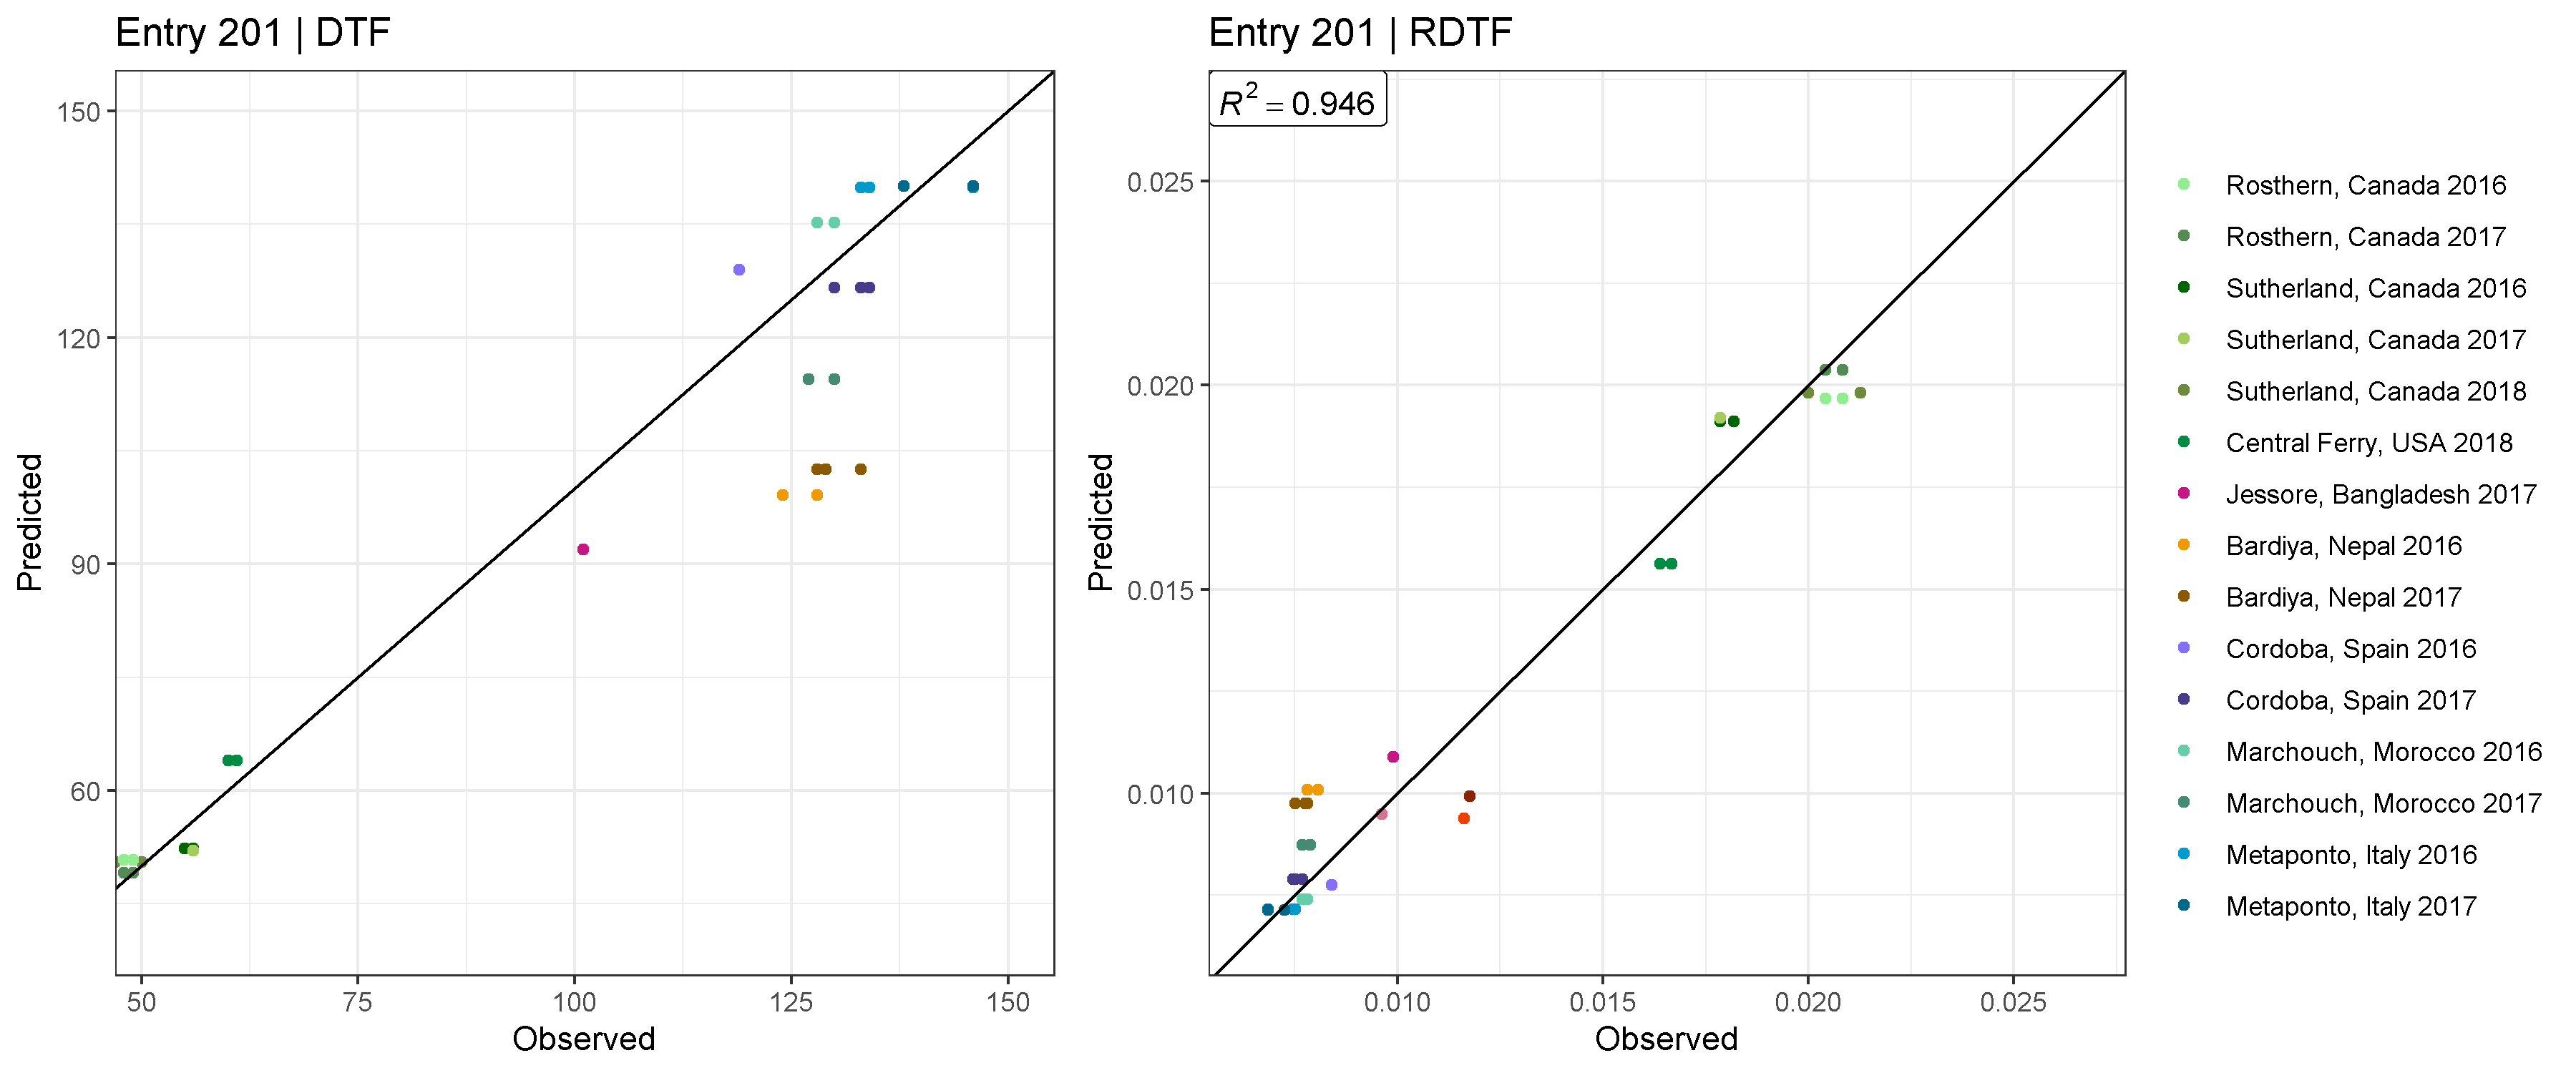 Entry 201 | DTF
150
120
90
60
Predicted
50
75
100
125
150
Observed
Entry 201 | RDTF
R² = 0.946
0.025
0.020
0.015
0.010
Predicted
0.010
0.015
0.020
0.025
Observed
Rosthern, Canada 2016
Rosthern, Canada 2017
Sutherland, Canada 2016
Sutherland, Canada 2017
Sutherland, Canada 2018
Central Ferry, USA 2018
Jessore, Bangladesh 2017
Bardiya, Nepal 2016
Bardiya, Nepal 2017
Cordoba, Spain 2016
Cordoba, Spain 2017
Marchouch, Morocco 2016
Marchouch, Morocco 2017
Metaponto, Italy 2016
Metaponto, Italy 2017